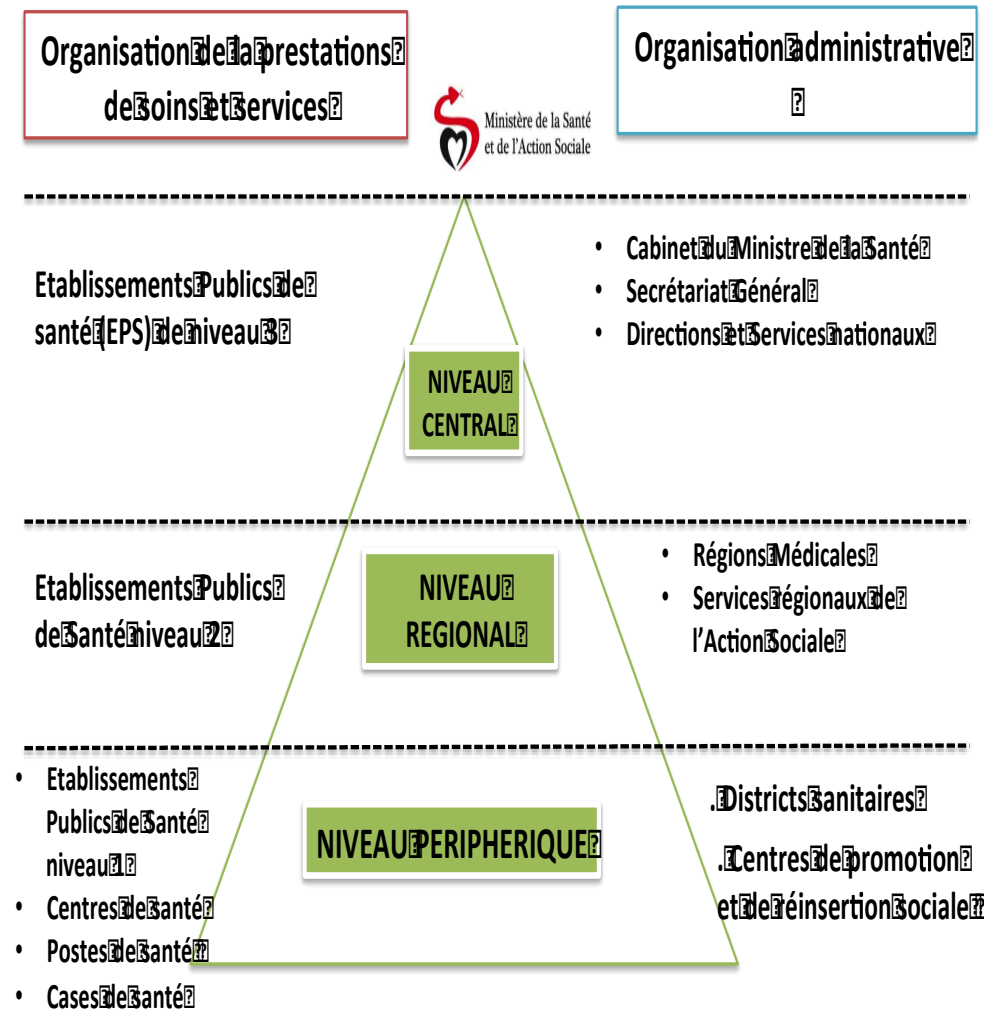 Organisation de la prestations
de soins et services
Ministère de la Santé
et de l'Action Sociale
Organisation administrative
Etablissements Publics de
santé (EPS) de niveau 3
NIVEAU
CENTRAL
• Cabinet du Ministre de la Santé
• Secrétariat Général
• Directions et Services nationaux
Etablissements Publics
de Santé niveau 2
NIVEAU
REGIONAL
• Régions Médicales
• Services régionaux de
l'Action Sociale
• Etablissements
Publics de Santé
niveau 1
• Centres de santé
• Postes de santé
• Cases de santé
NIVEAU PERIPHERIQUE
. Districts sanitaires
. Centres de promotion
et de réinsertion sociale